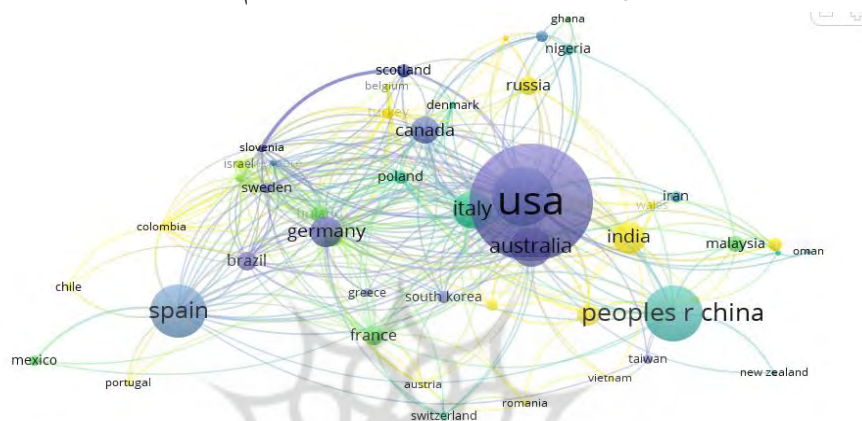 ghana
nigeria
scotland
belgium
russia
turkey
denmark
canada
slovenia
israel
poland
sweden
usa
italy
iran
wales
colombia
germany
australia
india
malaysia
oman
brazil
chile
greece
south korea
spain
peoples r china
france
taiwan
mexico
new zealand
portugal
austria
vietnam
romania
switzerland